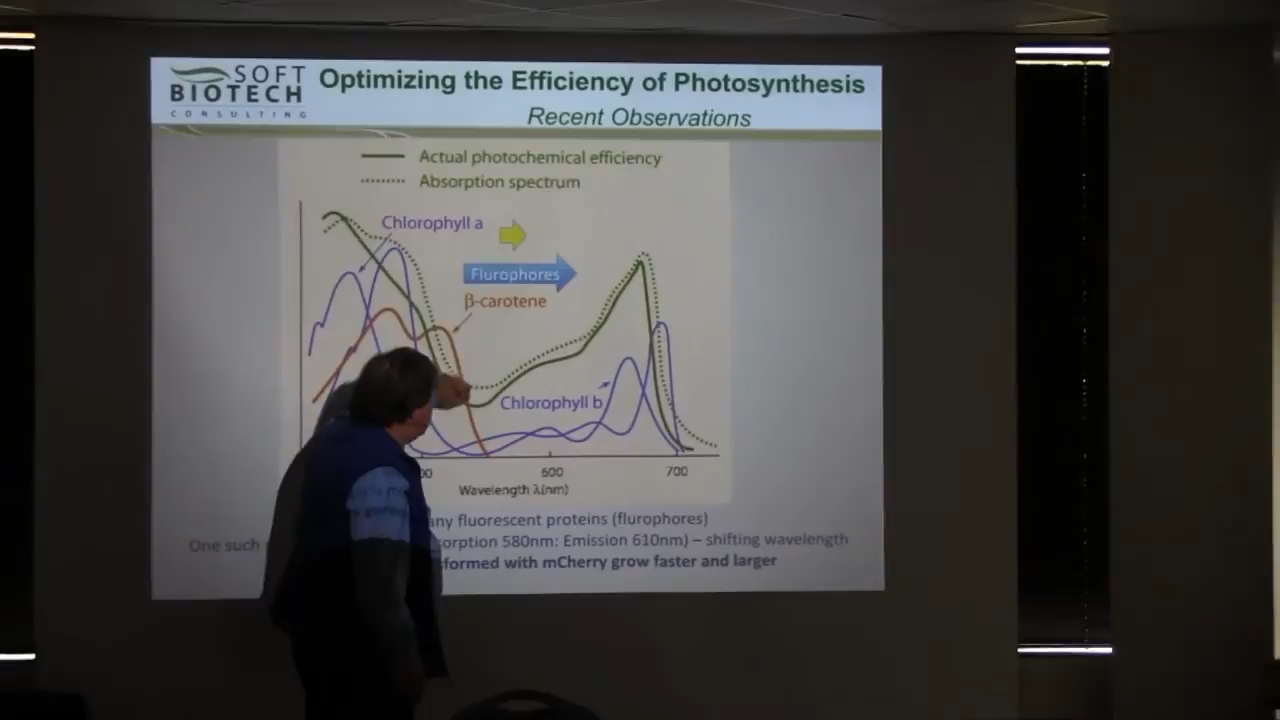 SOFT
BIOTECH
CONSULTING
Optimizing the Efficiency of Photosynthesis
Recent Observations
Actual photochemical efficiency
Absorption spectrum
Chlorophyll a
Flurophores
β-carotene
Chlorophyll b
00
600
700
Wavelength λ(nm)
any fluorescent proteins (flurophores)
One such sorption 580nm: Emission 610nm) – shifting wavelength
sformed with mCherry grow faster and larger